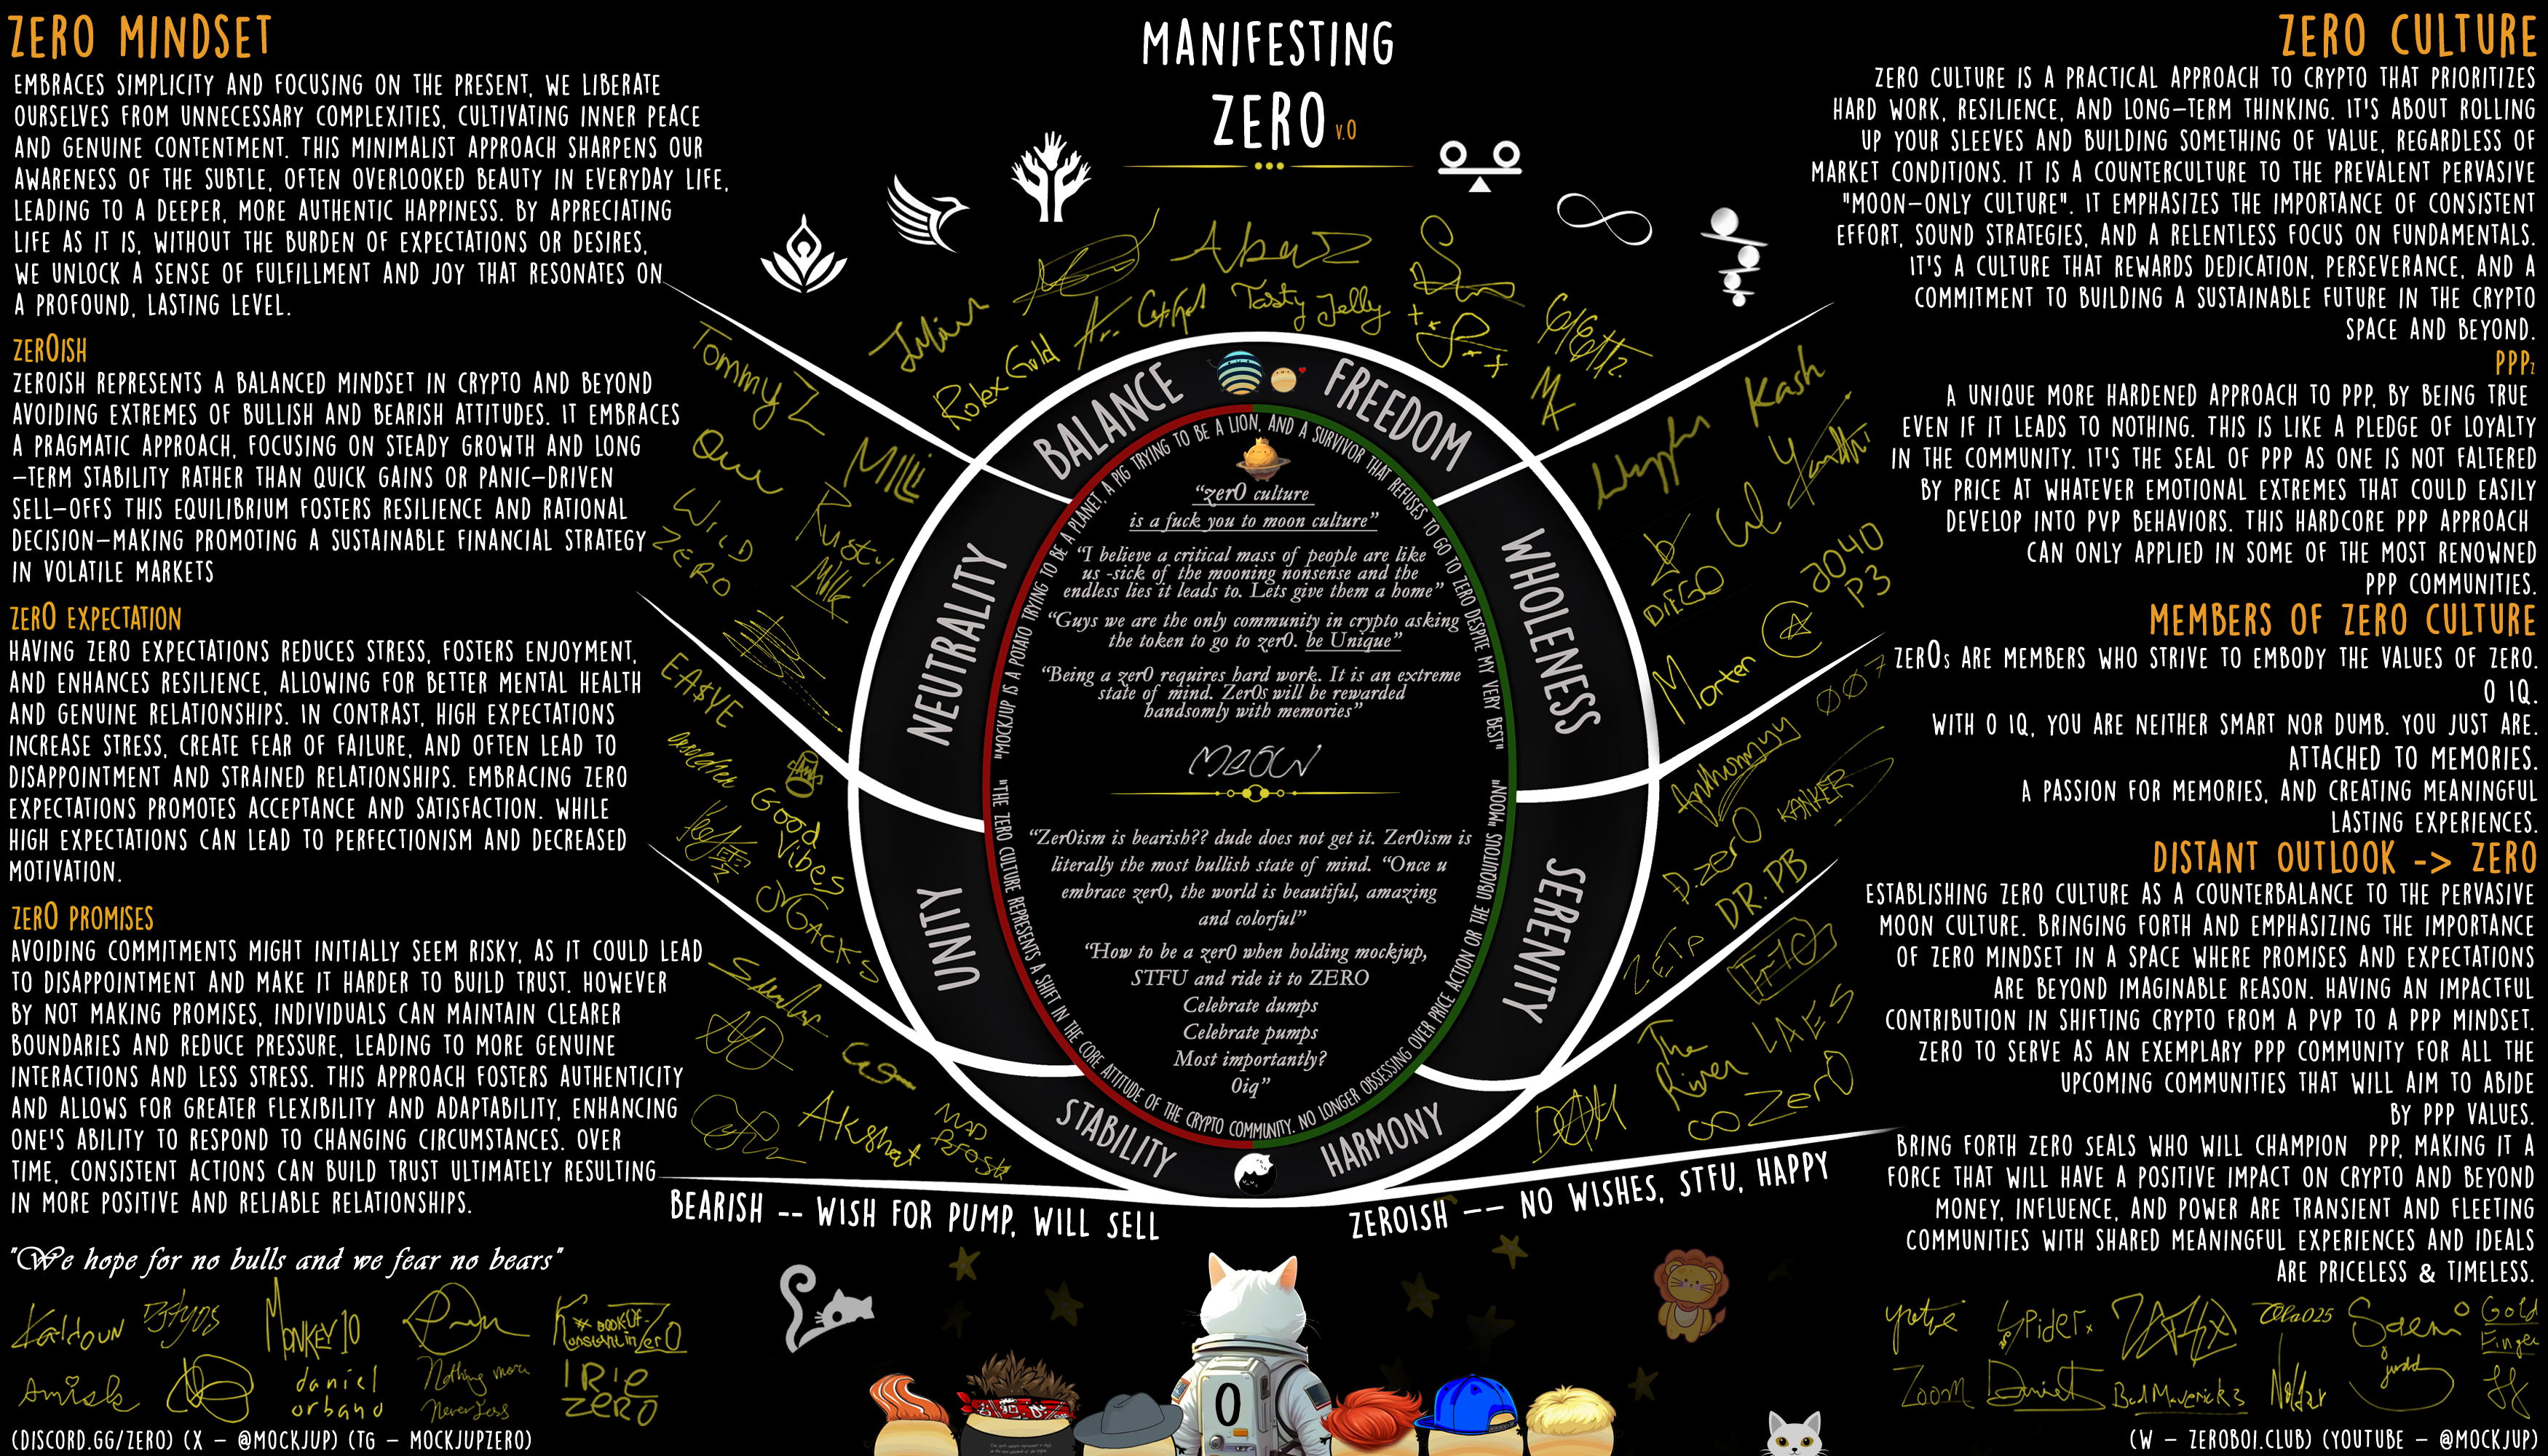 ZERO MINDSET
EMBRACES SIMPLICITY AND FOCUSING ON THE PRESENT, WE LIBERATE
OURSELVES FROM UNNECESSARY COMPLEXITIES, CULTIVATING INNER PEACE
AND GENUINE CONTENTMENT. THIS MINIMALIST APPROACH SHARPENS OUR
AWARENESS OF THE SUBTLE, OFTEN OVERLOOKED BEAUTY IN EVERYDAY LIFE,
LEADING TO A DEEPER, MORE AUTHENTIC HAPPINESS. BY APPRECIATING
LIFE AS IT IS, WITHOUT THE BURDEN OF EXPECTATIONS OR DESIRES,
WE UNLOCK A SENSE OF FULFILLMENT AND JOY THAT RESONATES ON
A PROFOUND, LASTING LEVEL.
ZEROISH
ZEROISH REPRESENTS A BALANCED MINDSET IN CRYPTO AND BEYOND
AVOIDING EXTREMES OF BULLISH AND BEARISH ATTITUDES. IT EMBRACES
A PRAGMATIC APPROACH, FOCUSING ON STEADY GROWTH AND LONG
-TERM STABILITY RATHER THAN QUICK GAINS OR PANIC-DRIVEN
SELL-OFFS THIS EQUILIBRIUM FOSTERS RESILIENCE AND RATIONAL
DECISION-MAKING PROMOTING A SUSTAINABLE FINANCIAL STRATEGY
IN VOLATILE MARKETS
ZERO EXPECTATION
HAVING ZERO EXPECTATIONS REDUCES STRESS, FOSTERS ENJOYMENT,
AND ENHANCES RESILIENCE, ALLOWING FOR BETTER MENTAL HEALTH
AND GENUINE RELATIONSHIPS. IN CONTRAST, HIGH EXPECTATIONS
INCREASE STRESS, CREATE FEAR OF FAILURE, AND OFTEN LEAD TO
DISAPPOINTMENT AND STRAINED RELATIONSHIPS. EMBRACING ZERO
EXPECTATIONS PROMOTES ACCEPTANCE AND SATISFACTION. WHILE
HIGH EXPECTATIONS CAN LEAD TO PERFECTIONISM AND DECREASED
MOTIVATION.
ZERO PROMISES
AVOIDING COMMITMENTS MIGHT INITIALLY SEEM RISKY, AS IT COULD LEAD
TO DISAPPOINTMENT AND MAKE IT HARDER TO BUILD TRUST. HOWEVER
BY NOT MAKING PROMISES, INDIVIDUALS CAN MAINTAIN CLEARER
BOUNDARIES AND REDUCE PRESSURE, LEADING TO MORE GENUINE
INTERACTIONS AND LESS STRESS. THIS APPROACH FOSTERS AUTHENTICITY
AND ALLOWS FOR GREATER FLEXIBILITY AND ADAPTABILITY, ENHANCING
ONE'S ABILITY TO RESPOND TO CHANGING CIRCUMSTANCES. OVER
TIME, CONSISTENT ACTIONS CAN BUILD TRUST ULTIMATELY RESULTING
IN MORE POSITIVE AND RELIABLE RELATIONSHIPS.
"We hope for no bulls and we fear no bears"
Kaldoun
MONKEY 10
Amisk
daniel
orbano
Nothing more
Never Less
IRIE
ZERO
(DISCORD.GG/ZERO) (X - @MOCKJUP) (TG - MOCKJUPZERO)
MANIFESTING
ZERO V.0
Julian
Rolex Gold
Tasty Jelly
Tommy Z
MILLI
WILD
ZERO
Rusty
Milk
EA$YE
Good
Vibes
Akshat
MAD
Kash
DIEGO
2040
P3
Morten
007
KANKER
D.zerO
DR.PB
ZETA
The
River
LAES
∞ ZerO
BALANCE
FREEDOM
NEUTRALITY
WHOLENESS
UNITY
SERENITY
STABILITY
HARMONY
"MOCKJUP IS A POTATO TRYING TO BE A PLANET, A PIG TRYING TO BE A LION, AND A SURVIVOR THAT REFUSES TO GO TO ZERO DESPITE MY VERY BEST"
"THE ZERO CULTURE REPRESENTS A SHIFT IN THE CORE ATTITUDE OF THE CRYPTO COMMUNITY. NO LONGER OBSESSING OVER PRICE ACTION OR THE UBIQUITOUS "MOON"
“zer0 culture
is a fuck you to moon culture”
“I believe a critical mass of people are like
us -sick of the mooning nonsense and the
endless lies it leads to. Lets give them a home”
“Guys we are the only community in crypto asking
the token to go to zer0. be Unique”
“Being a zer0 requires hard work. It is an extreme
state of mind. Zer0s will be rewarded
handsomly with memories”
MEOW
“Zer0ism is bearish?? dude does not get it. Zer0ism is
literally the most bullish state of mind. “Once u
embrace zer0, the world is beautiful, amazing
and colorful”
“How to be a zer0 when holding mockjup,
STFU and ride it to ZERO
Celebrate dumps
Celebrate pumps
Most importantly?
0iq”
BEARISH -- WISH FOR PUMP, WILL SELL
ZEROISH -- NO WISHES, STFU, HAPPY
0
ZERO CULTURE
ZERO CULTURE IS A PRACTICAL APPROACH TO CRYPTO THAT PRIORITIZES
HARD WORK, RESILIENCE, AND LONG-TERM THINKING. IT'S ABOUT ROLLING
UP YOUR SLEEVES AND BUILDING SOMETHING OF VALUE, REGARDLESS OF
MARKET CONDITIONS. IT IS A COUNTERCULTURE TO THE PREVALENT PERVASIVE
"MOON-ONLY CULTURE". IT EMPHASIZES THE IMPORTANCE OF CONSISTENT
EFFORT, SOUND STRATEGIES, AND A RELENTLESS FOCUS ON FUNDAMENTALS.
IT'S A CULTURE THAT REWARDS DEDICATION, PERSEVERANCE, AND A
COMMITMENT TO BUILDING A SUSTAINABLE FUTURE IN THE CRYPTO
SPACE AND BEYOND.
PPPZ
A UNIQUE MORE HARDENED APPROACH TO PPP, BY BEING TRUE
EVEN IF IT LEADS TO NOTHING. THIS IS LIKE A PLEDGE OF LOYALTY
IN THE COMMUNITY. IT'S THE SEAL OF PPP AS ONE IS NOT FALTERED
BY PRICE AT WHATEVER EMOTIONAL EXTREMES THAT COULD EASILY
DEVELOP INTO PVP BEHAVIORS. THIS HARDCORE PPP APPROACH
CAN ONLY APPLIED IN SOME OF THE MOST RENOWNED
PPP COMMUNITIES.
MEMBERS OF ZERO CULTURE
ZEROS ARE MEMBERS WHO STRIVE TO EMBODY THE VALUES OF ZERO.
0 IQ.
WITH 0 IQ, YOU ARE NEITHER SMART NOR DUMB. YOU JUST ARE.
ATTACHED TO MEMORIES.
A PASSION FOR MEMORIES, AND CREATING MEANINGFUL
LASTING EXPERIENCES.
DISTANT OUTLOOK -> ZERO
ESTABLISHING ZERO CULTURE AS A COUNTERBALANCE TO THE PERVASIVE
MOON CULTURE. BRINGING FORTH AND EMPHASIZING THE IMPORTANCE
OF ZERO MINDSET IN A SPACE WHERE PROMISES AND EXPECTATIONS
ARE BEYOND IMAGINABLE REASON. HAVING AN IMPACTFUL
CONTRIBUTION IN SHIFTING CRYPTO FROM A PVP TO A PPP MINDSET.
ZERO TO SERVE AS AN EXEMPLARY PPP COMMUNITY FOR ALL THE
UPCOMING COMMUNITIES THAT WILL AIM TO ABIDE
BY PPP VALUES.
BRING FORTH ZERO SEALS WHO WILL CHAMPION PPP, MAKING IT A
FORCE THAT WILL HAVE A POSITIVE IMPACT ON CRYPTO AND BEYOND
MONEY, INFLUENCE, AND POWER ARE TRANSIENT AND FLEETING
COMMUNITIES WITH SHARED MEANINGFUL EXPERIENCES AND IDEALS
ARE PRICELESS & TIMELESS.
Spider
Ola025
Saemi
Gold
Finger
Zoom
Daniel
Bad Mavericks
(W - ZEROBOI.CLUB) (YOUTUBE - @MOCKJUP)